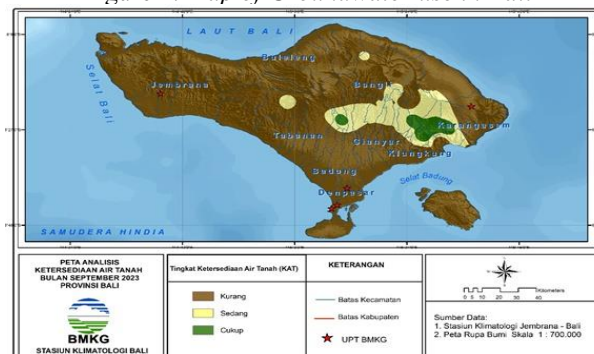 LAUT BALI
Buleleng
Selat Bali
Jembrana
Bangli
Tabanan
Karangasem
Gianyar
Klungkung
Badung
Selat Badung
Denpasar
SAMUDERA HINDIA
PETA ANALISIS
KETERSEDIAAN AIR TANAH
BULAN SEPTEMBER 2023
PROVINSI BALI
BMKG
STASIUN KLIMATOLOGI BALI
Tingkat Ketersediaan Air Tanah (KAT)
Kurang
Sedang
Cukup
KETERANGAN
Batas Kecamatan
Batas Kabupaten
UPT BMKG
Kilometers
0 5 10 20 30 40
Sumber Data:
1. Stasiun Klimatologi Jembrana - Bali
2. Peta Rupa Bumi Skala 1 : 700.000